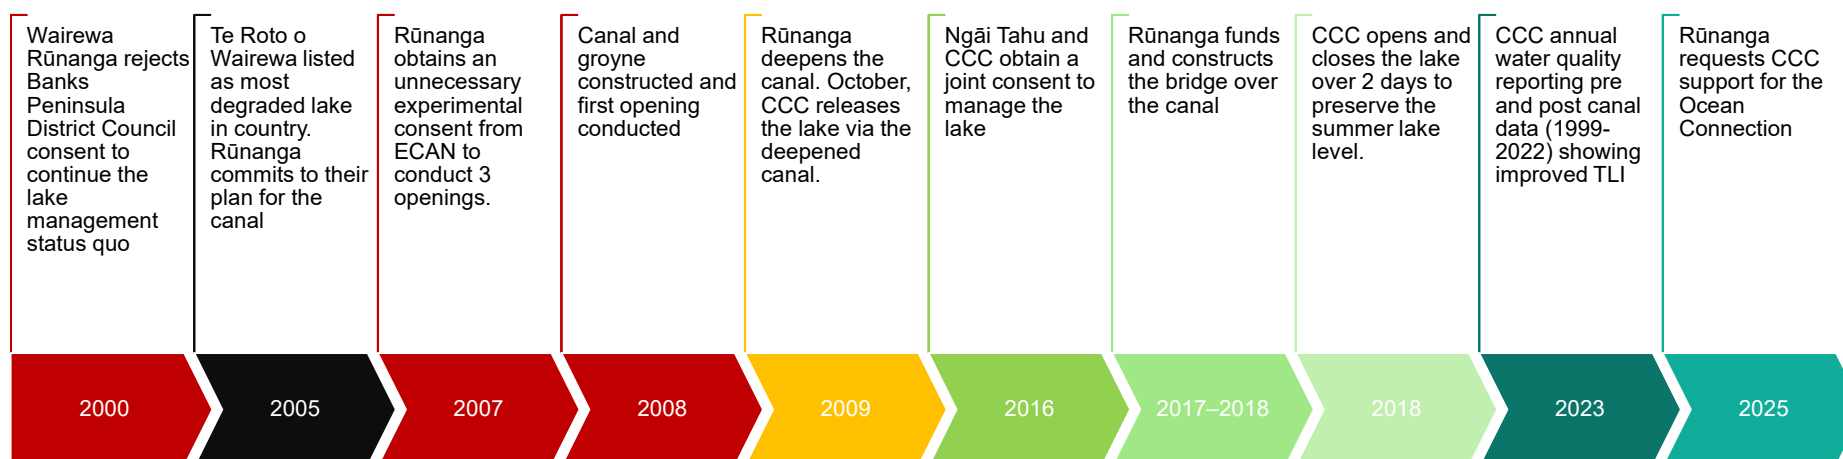 Wairewa
Rūnanga rejects
Banks
Peninsula
District Council
consent to
continue the
lake
management
status quo
Te Roto o
Wairewa listed
as most
degraded lake
in country.
Rūnanga
commits to their
plan for the
canal
Rūnanga
obtains an
unnecessary
experimental
consent from
ECAN to
conduct 3
openings.
Canal and
groyne
constructed and
first opening
conducted
Rūnanga
deepens the
canal. October,
CCC releases
the lake via the
deepened
canal.
Ngāi Tahu and
CCC obtain a
joint consent to
manage the
lake
Rūnanga funds
and constructs
the bridge over
the canal
CCC opens and
closes the lake
over 2 days to
preserve the
summer lake
level.
CCC annual
water quality
reporting pre
and post canal
data (1999-
2022) showing
improved TLI
Rūnanga
requests CCC
support for the
Ocean
Connection
2000
2005
2007
2008
2009
2016
2017–2018
2018
2023
2025